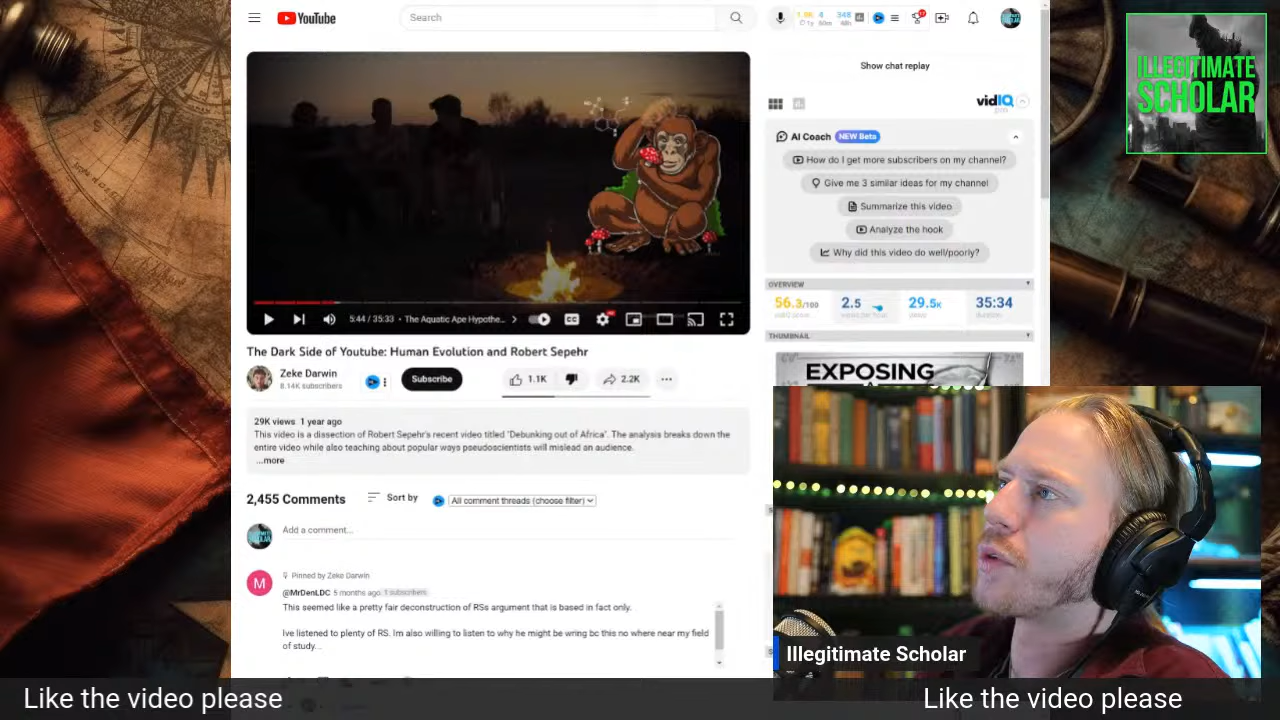 YouTube
Search
Show chat replay
vidIQ
AI Coach NEW Beta
How do I get more subscribers on my channel?
Give me 3 similar ideas for my channel
Summarize this video
Analyze the hook
Why did this video do well/poorly?
OVERVIEW
56.3/100
2.5
29.5K
35:34
THUMBNAIL
EXPOSING
5:44 / 35:33 • The Aquatic Ape Hypothe...
The Dark Side of Youtube: Human Evolution and Robert Sepehr
Zeke Darwin
8.14K subscribers
Subscribe
1.1K
2.2K
29K views 1 year ago
This video is a dissection of Robert Sepehr's recent video titled "Debunking out of Africa". The analysis breaks down the
entire video while also teaching about popular ways pseudoscientists will mislead an audience.
...more
2,455 Comments
Sort by
All comment threads (choose filter)
Add a comment...
M
Pinned by Zeke Darwin
@MrDenLDC 5 months ago 1 subscribers
This seemed like a pretty fair deconstruction of RSs argument that is based in fact only.
Ive listened to plenty of RS. Im also willing to listen to why he might be wring bc this no where near my field
of study...
ILLEGITIMATE
SCHOLAR
Illegitimate Scholar
Like the video please
Like the video please